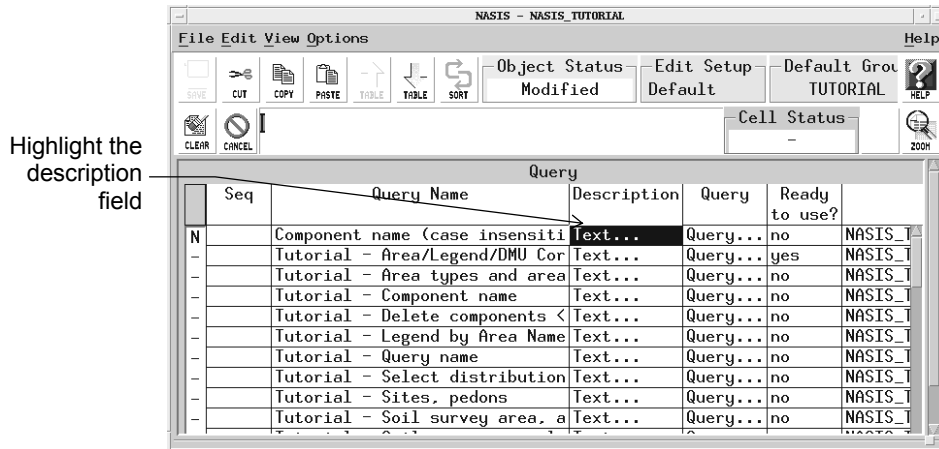 NASIS - NASIS_TUTORIAL
File Edit View Options Help
SAVE CUT COPY PASTE TABLE TABLE SORT
Object Status
Modified
Edit Setup
Default
Default Grou
TUTORIAL
HELP
CLEAR CANCEL
Cell Status
-
ZOOM
Highlight the
description
field
Query
Seq Query Name Description Query Ready
to use?
N Component name (case insensiti Text... Query... no NASIS_T
- Tutorial - Area/Legend/DMU Cor Text... Query... yes NASIS_T
- Tutorial - Area types and area Text... Query... no NASIS_T
- Tutorial - Component name Text... Query... no NASIS_T
- Tutorial - Delete components < Text... Query... no NASIS_T
- Tutorial - Legend by Area Name Text... Query... no NASIS_T
- Tutorial - Query name Text... Query... no NASIS_T
- Tutorial - Select distribution Text... Query... no NASIS_T
- Tutorial - Sites, pedons Text... Query... no NASIS_T
- Tutorial - Soil survey area, a Text... Query... no NASIS_T